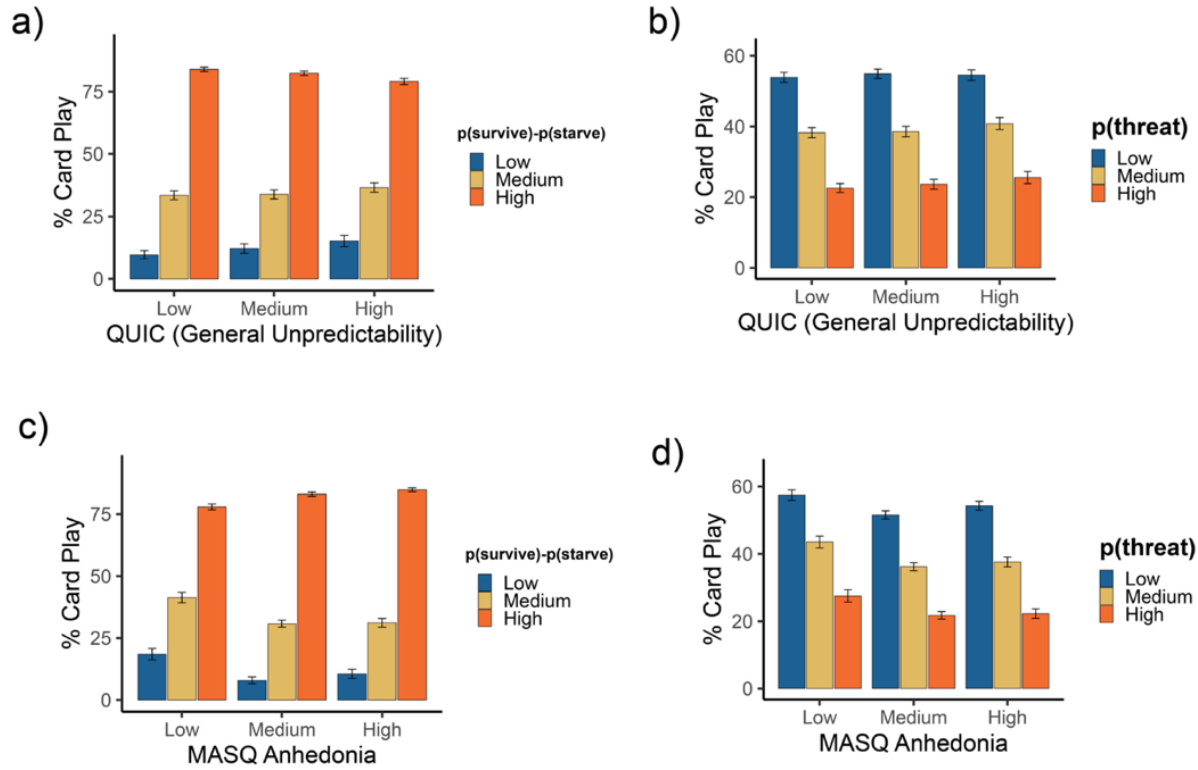 a)
% Card Play
75
50
25
0
Low Medium High
QUIC (General Unpredictability)
p(survive)-p(starve)
Low
Medium
High
b)
% Card Play
60
40
20
0
Low Medium High
QUIC (General Unpredictability)
p(threat)
Low
Medium
High
c)
% Card Play
75
50
25
0
Low Medium High
MASQ Anhedonia
p(survive)-p(starve)
Low
Medium
High
d)
% Card Play
60
40
20
0
Low Medium High
MASQ Anhedonia
p(threat)
Low
Medium
High